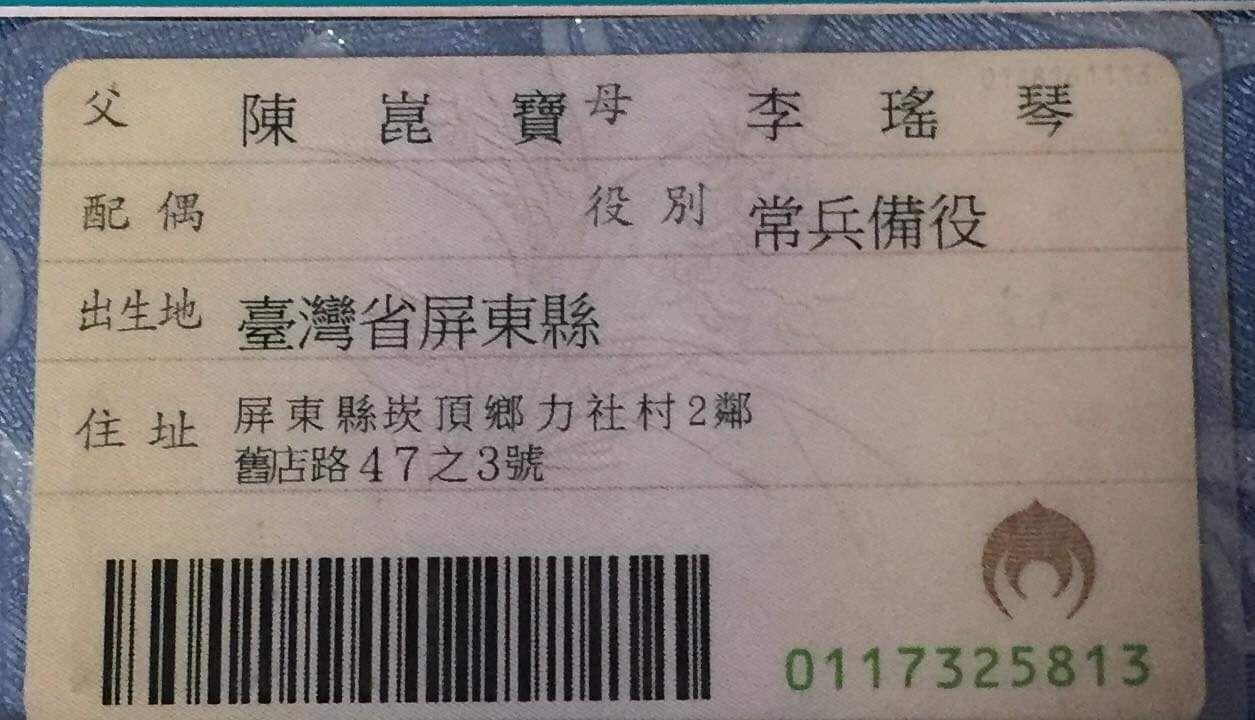 父 陳崑寶 母 李瑤琴
配偶 役別 常兵備役
出生地 臺灣省屏東縣
住址 屏東縣崁頂鄉力社村2鄰
舊店路47之3號
0117325813